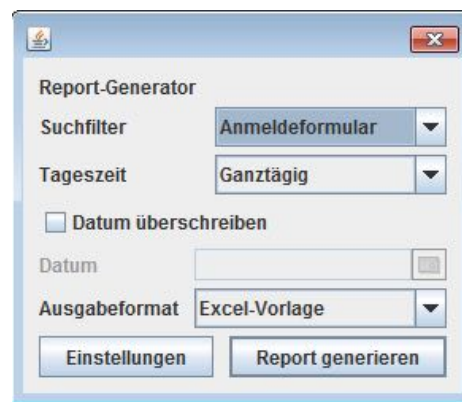 Report-Generator
Suchfilter Anmeldeformular
Tageszeit Ganztägig
Datum überschreiben
Datum
Ausgabeformat Excel-Vorlage
Einstellungen Report generieren